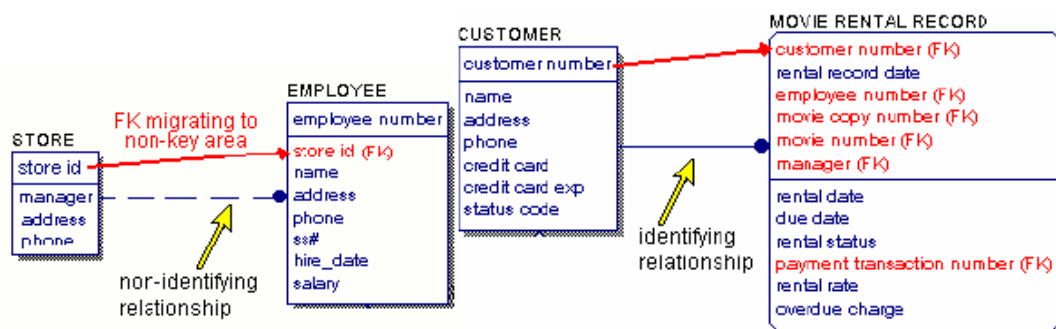 STORE
store id
manager
address
phone
FK migrating to
non-key area
nor-identifying
relationship
EMPLOYEE
employee number
store id (FK)
name
address
phone
ss#
hire_date
salary
CUSTOMER
customer number
name
address
phone
credit card
credit card exp
status code
identifying
relationship
MOVIE RENTAL RECORD
customer number (FK)
rental record date
employee number (FK)
movie copy number (FK)
movie number (FK)
manager (FK)
rental date
due date
rental status
payment transaction number (FK)
rental rate
overdue charge